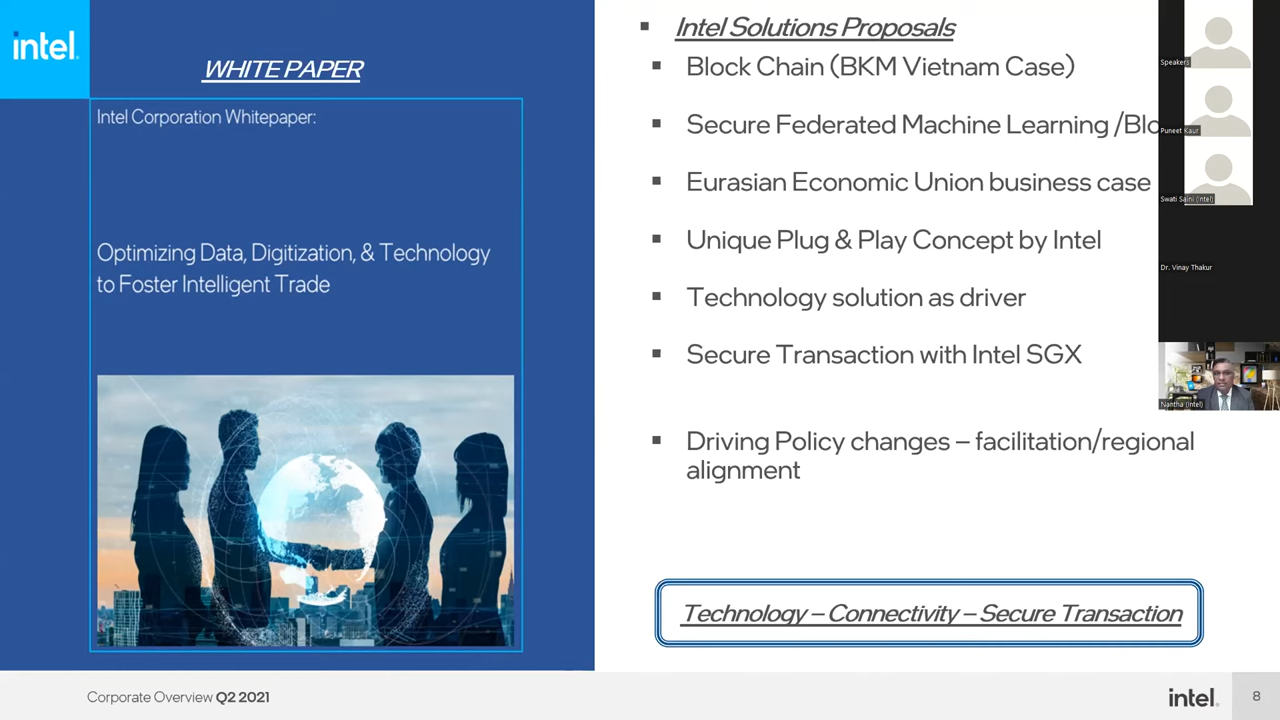 intel.
WHITE PAPER
Intel Corporation Whitepaper:
Optimizing Data, Digitization, & Technology
to Foster Intelligent Trade
Intel Solutions Proposals
Block Chain (BKM Vietnam Case)
Secure Federated Machine Learning /Blo
Eurasian Economic Union business case
Unique Plug & Play Concept by Intel
Technology solution as driver
Secure Transaction with Intel SGX
Driving Policy changes – facilitation/regional
alignment
Technology – Connectivity – Secure Transaction
Speakers
Puneet Kaur
Swati Saini (Intel)
Dr. Vinay Thakur
Nantha (Intel)
Corporate Overview Q2 2021
intel.
8